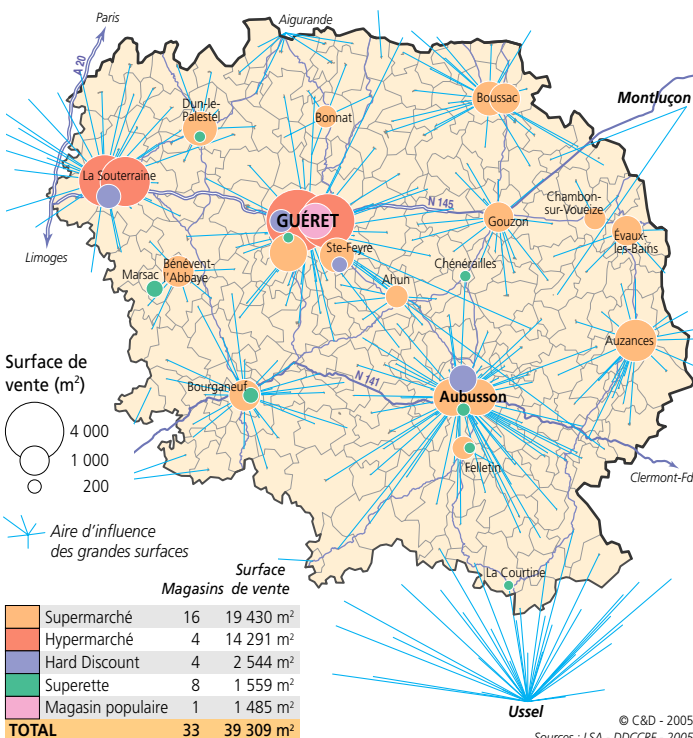 Paris
Aigurande
A 20
Dun-le-
Palestel
Bonnat
Boussac
Montluçon
La Souterraine
GUÉRET
N 145
Gouzon
Chambon-
sur-Voueize
Évaux-
les-Bains
Limoges
Ste-Feyre
Bénévent-
l'Abbaye
Marsac
Chénérailles
Ahun
Auzances
Surface de
vente (m²)
4 000
1 000
200
Bourganeuf
N 141
Aubusson
Felletin
Clermont-Fd
Aire d'influence
des grandes surfaces
La Courtine
Magasins Surface de vente
Supermarché 16 19 430 m²
Hypermarché 4 14 291 m²
Hard Discount 4 2 544 m²
Superette 8 1 559 m²
Magasin populaire 1 1 485 m²
TOTAL 33 39 309 m²
Ussel
© C&D - 2005
Sources : LSA - DDCCRF - 2005